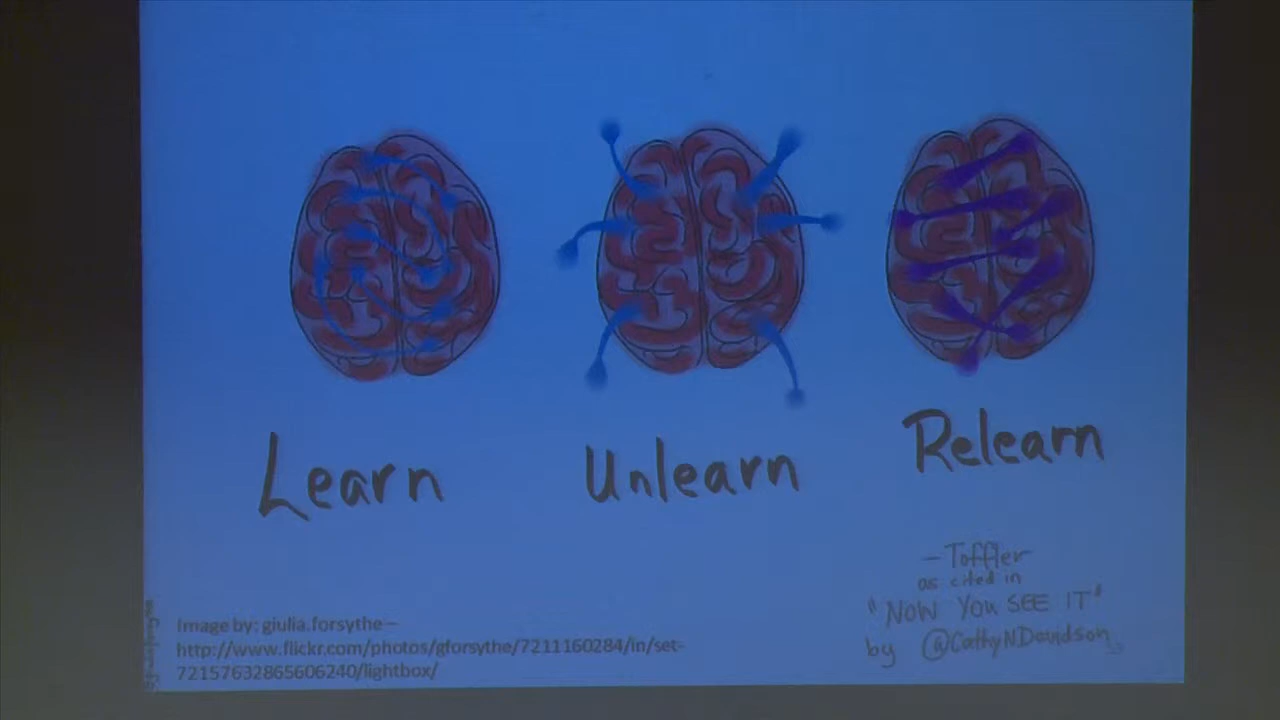 Learn
Unlearn
Relearn
– Toffler
as cited in
"NOW YOU SEE IT"
by @CathyNDavidson
Image by: giulia.forsythe –
http://www.flickr.com/photos/gforsythe/7211160284/in/set-
72157632865606240/lightbox/